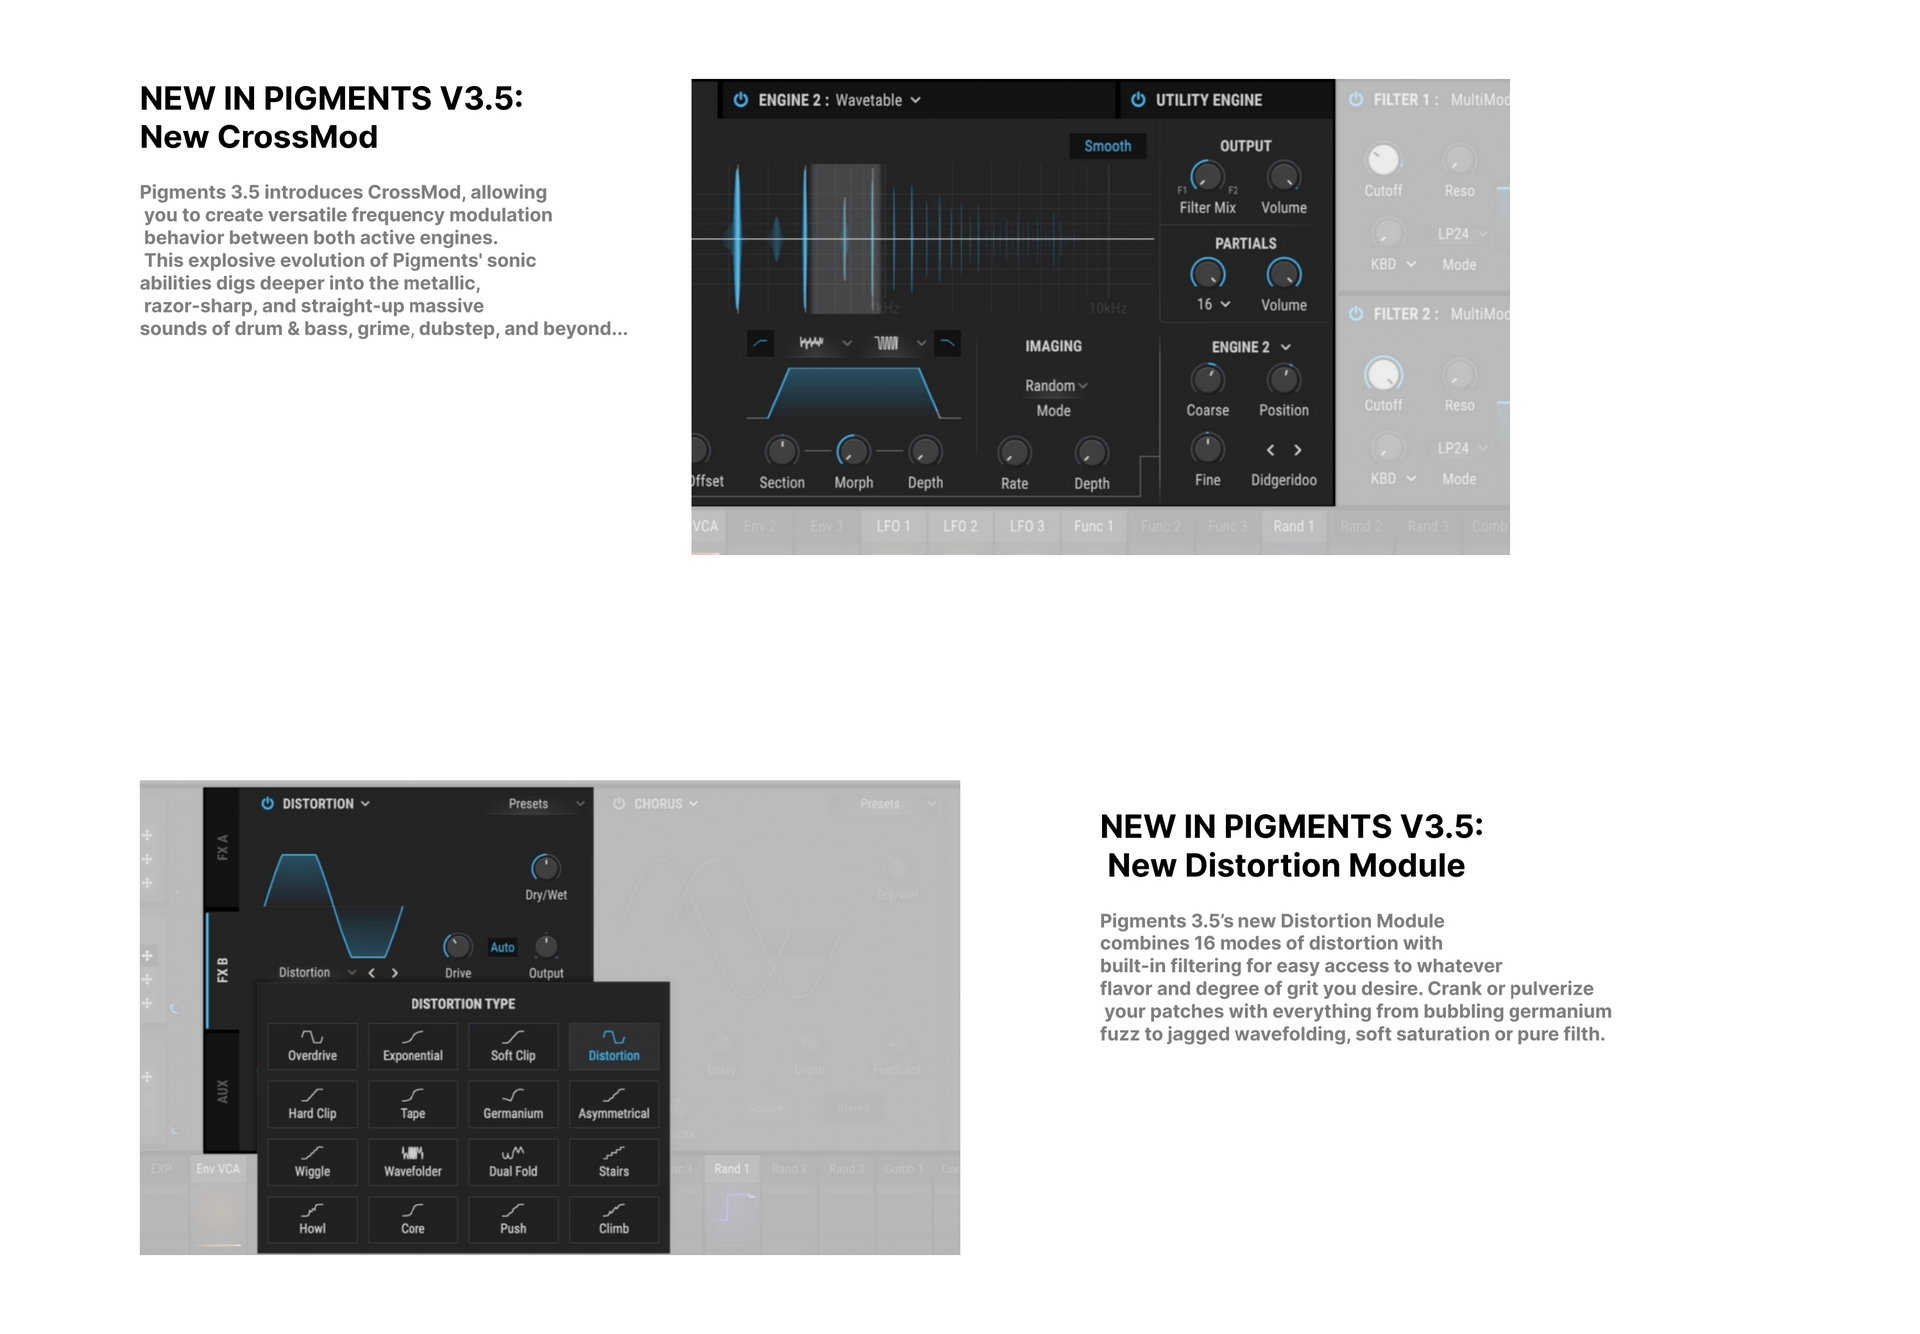 NEW IN PIGMENTS V3.5:
New CrossMod
Pigments 3.5 introduces CrossMod, allowing
you to create versatile frequency modulation
behavior between both active engines.
This explosive evolution of Pigments' sonic
abilities digs deeper into the metallic,
razor-sharp, and straight-up massive
sounds of drum & bass, grime, dubstep, and beyond...
ENGINE 2 : Wavetable
UTILITY ENGINE
FILTER 1 : MultiMod
Smooth
OUTPUT
F1 F2
Filter Mix Volume
Cutoff Reso
PARTIALS
LP24
KBD Mode
1kHz 10kHz
16 Volume
FILTER 2 : MultiMod
IMAGING
ENGINE 2
Random
Mode
Coarse Position
Cutoff Reso
LP24
Offset Section Morph Depth Rate Depth
Fine Didgeridoo
KBD Mode
VCA Env 2 Env 3 LFO 1 LFO 2 LFO 3 Func 1 Func 2 Func 3 Rand 1 Rand 2 Rand 3 Comb
DISTORTION Presets
CHORUS Presets
FX A
Dry/Wet
Dry/Wet
FX B
Auto
Distortion Drive Output
DISTORTION TYPE
Overdrive Exponential Soft Clip Distortion
Delay Depth Feedback
AUX
Hard Clip Tape Germanium Asymmetrical
Square Stereo
Wiggle Wavefolder Dual Fold Stairs
EXP Env VCA
Rand 1 Rand 2 Rand 3 Comb 1
Howl Core Push Climb
NEW IN PIGMENTS V3.5:
New Distortion Module
Pigments 3.5’s new Distortion Module
combines 16 modes of distortion with
built-in filtering for easy access to whatever
flavor and degree of grit you desire. Crank or pulverize
your patches with everything from bubbling germanium
fuzz to jagged wavefolding, soft saturation or pure filth.